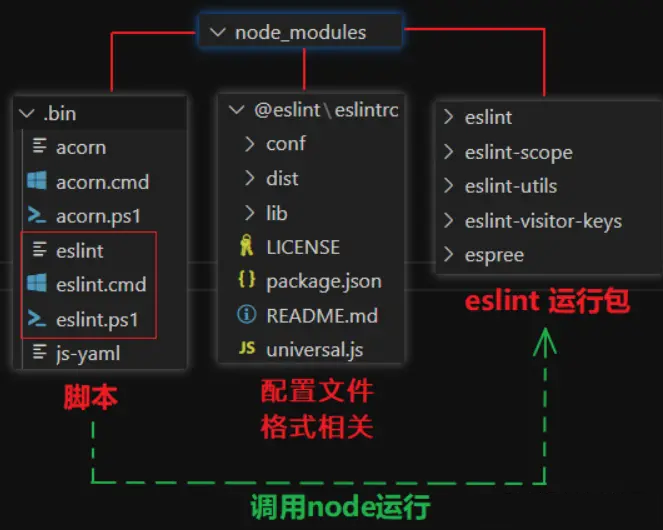 node_modules
.bin
acorn
acorn.cmd
acorn.ps1
eslint
eslint.cmd
eslint.ps1
js-yaml
脚本
@eslint\eslintrc
conf
dist
lib
LICENSE
package.json
README.md
universal.js
配置文件
格式相关
eslint
eslint-scope
eslint-utils
eslint-visitor-keys
espree
eslint 运行包
调用node运行